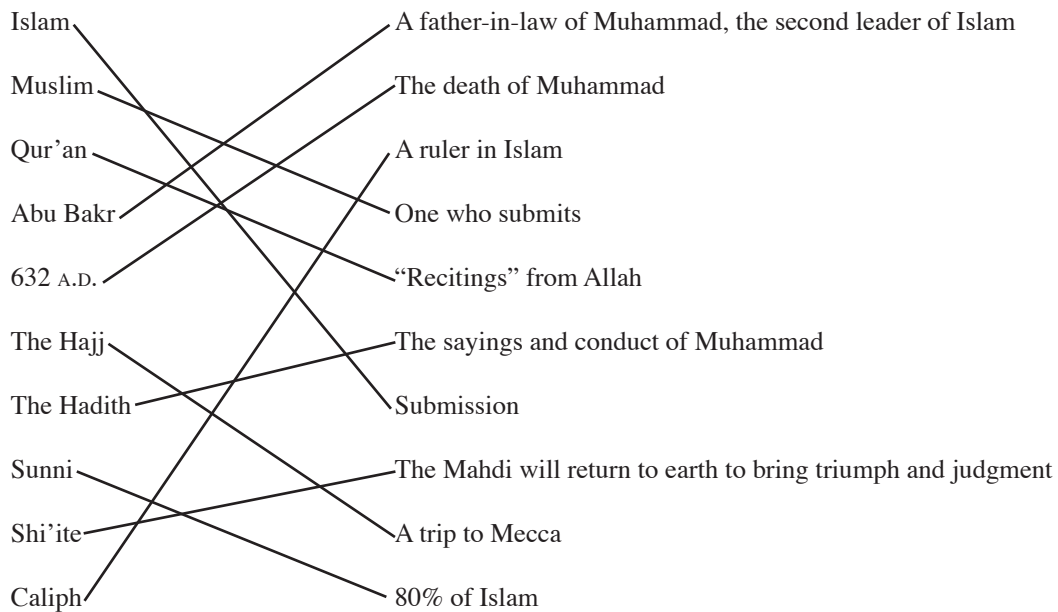 Islam A father-in-law of Muhammad, the second leader of Islam
Muslim The death of Muhammad
Qur’an A ruler in Islam
Abu Bakr One who submits
632 A.D. “Recitings” from Allah
The Hajj The sayings and conduct of Muhammad
The Hadith Submission
Sunni The Mahdi will return to earth to bring triumph and judgment
Shi’ite A trip to Mecca
Caliph 80% of Islam